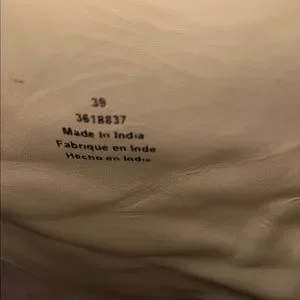 39
3618837
Made In India
Fabrique en Inde
Hecho en India